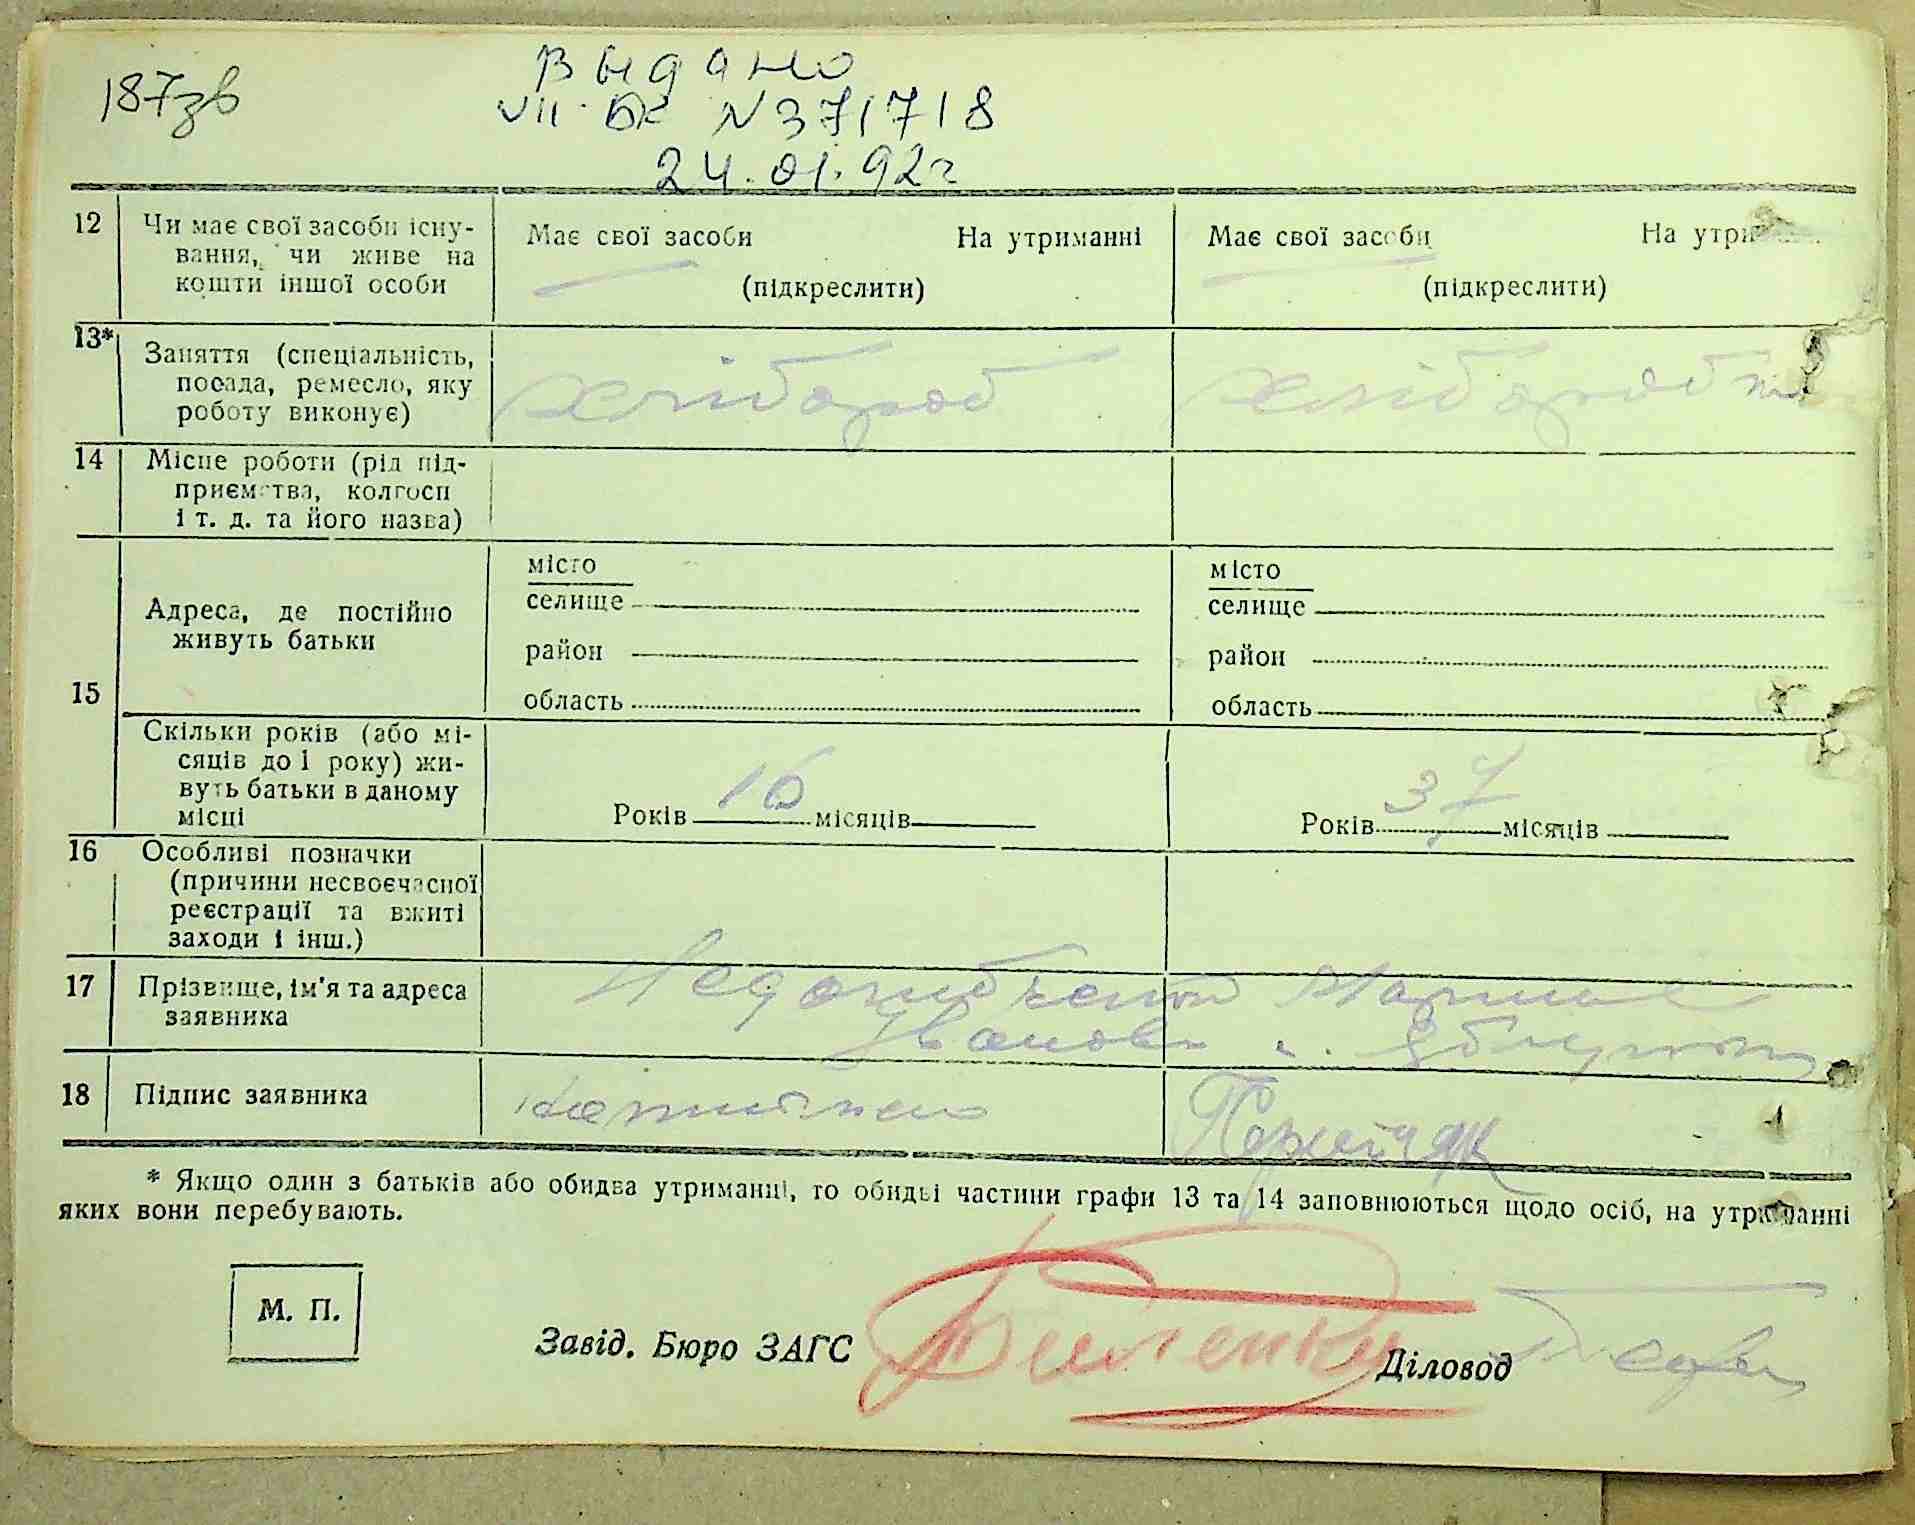 187зв
Выдано
VII-БК N371718
24.01.92г
12 Чи має свої засоби існу-
вання, чи живе на
кошти іншої особи
Має свої засоби На утриманні
(підкреслити)
Має свої засоби На утри
(підкреслити)
13* Заняття (спеціальність,
посада, ремесло, яку
роботу виконує)
хлібороб
хлібороб
14 Місце роботи (рід під-
приємства, колгосп
і т. д. та його назва)
15 Адреса, де постійно
живуть батьки
місто
селище
район
область
місто
селище
район
область
Скільки років (або мі-
сяців до 1 року) жи-
вуть батьки в даному
місці
Років 16 місяців
Років 37 місяців
16 Особливі позначки
(причини несвоєчасної
реєстрації та вжиті
заходи і інш.)
17 Прізвище, ім'я та адреса
заявника
18 Підпис заявника
* Якщо один з батьків або обидва утриманці, то обидві частини графи 13 та 14 заповнюються щодо осіб, на утриманні
яких вони перебувають.
М. П.
Завід. Бюро ЗАГС
Діловод